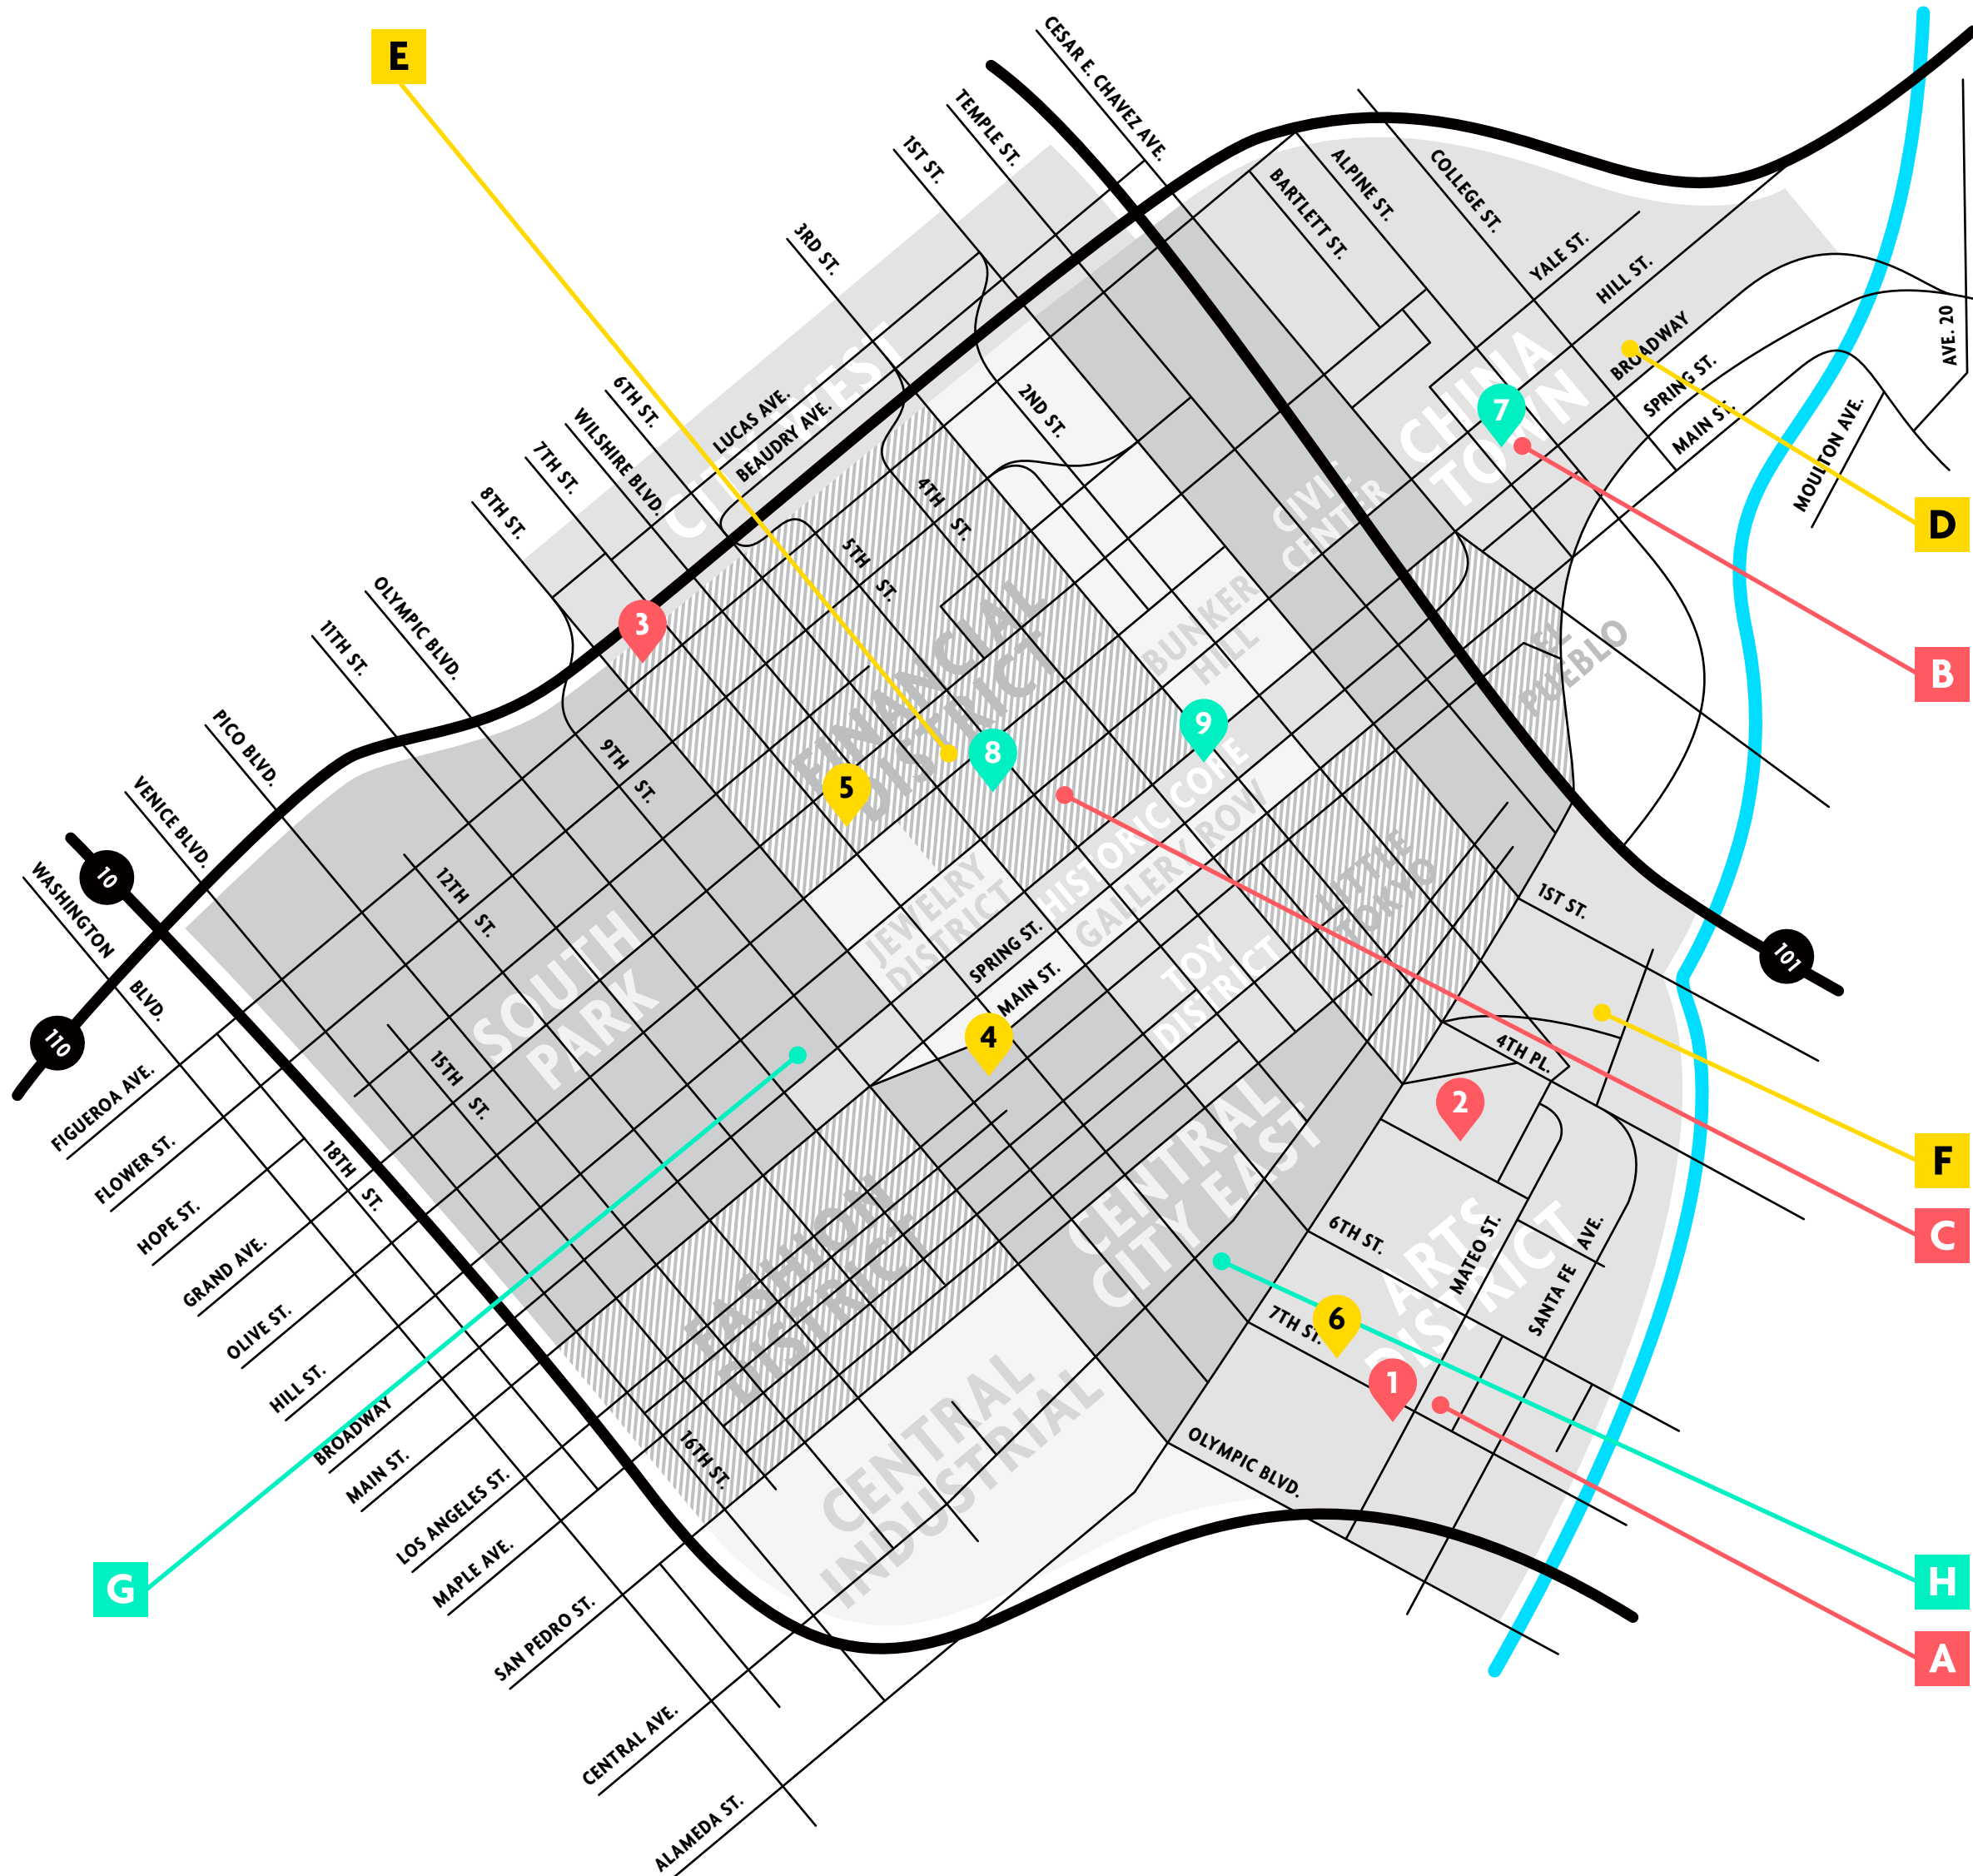 E
CESAR E. CHAVEZ AVE.
TEMPLE ST.
1ST ST.
3RD ST.
BARTLETT ST.
ALPINE ST.
COLLEGE ST.
YALE ST.
HILL ST.
BROADWAY
SPRING ST.
MAIN ST.
AVE. 20
MOULTON AVE.
CHINA
TOWN
7
D
B
6TH ST.
WILSHIRE BLVD.
7TH ST.
8TH ST.
LUCAS AVE.
BEAUDRY AVE.
CITY WEST
2ND ST.
4TH ST.
5TH ST.
CIVIC
CENTER
BUNKER
HILL
EL
PUEBLO
3
OLYMPIC BLVD.
11TH ST.
PICO BLVD.
VENICE BLVD.
WASHINGTON BLVD.
10
110
9TH ST.
FINANCIAL
DISTRICT
5
8
9
HISTORIC CORE
GALLERY ROW
JEWELRY
DISTRICT
SPRING ST.
MAIN ST.
LITTLE
TOKYO
TOY
DISTRICT
1ST ST.
101
12TH ST.
15TH ST.
18TH ST.
SOUTH
PARK
4
4TH PL.
2
F
C
FIGUEROA AVE.
FLOWER ST.
HOPE ST.
GRAND AVE.
OLIVE ST.
HILL ST.
BROADWAY
MAIN ST.
LOS ANGELES ST.
MAPLE AVE.
SAN PEDRO ST.
CENTRAL AVE.
ALAMEDA ST.
CENTRAL
CITY EAST
FASHION
DISTRICT
16TH ST.
CENTRAL
INDUSTRIAL
6TH ST.
7TH ST.
MATEO ST.
SANTA FE AVE.
ARTS
DISTRICT
6
1
OLYMPIC BLVD.
G
H
A